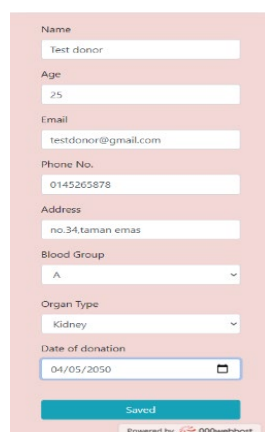 Name
Test donor
Age
25
Email
testdonor@gmail.com
Phone No.
0145265878
Address
no.34,taman emas
Blood Group
A
Organ Type
Kidney
Date of donation
04/05/2050
Saved
Powered by 000webhost